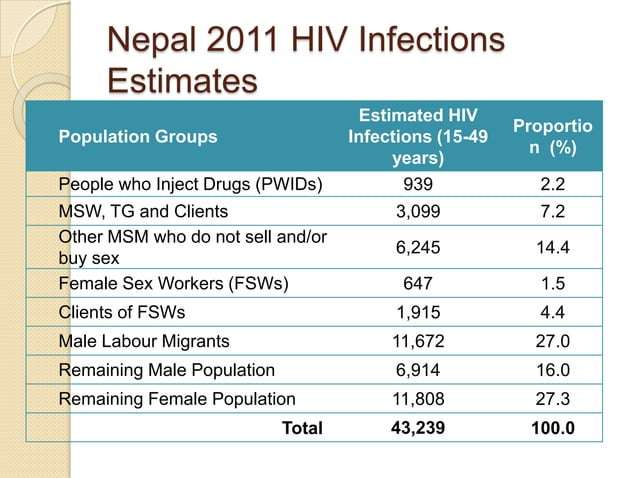 Nepal 2011 HIV Infections
Estimates
Population Groups Estimated HIV Infections (15-49 years) Proportio n (%)
People who Inject Drugs (PWIDs) 939 2.2
MSW, TG and Clients 3,099 7.2
Other MSM who do not sell and/or buy sex 6,245 14.4
Female Sex Workers (FSWs) 647 1.5
Clients of FSWs 1,915 4.4
Male Labour Migrants 11,672 27.0
Remaining Male Population 6,914 16.0
Remaining Female Population 11,808 27.3
Total 43,239 100.0